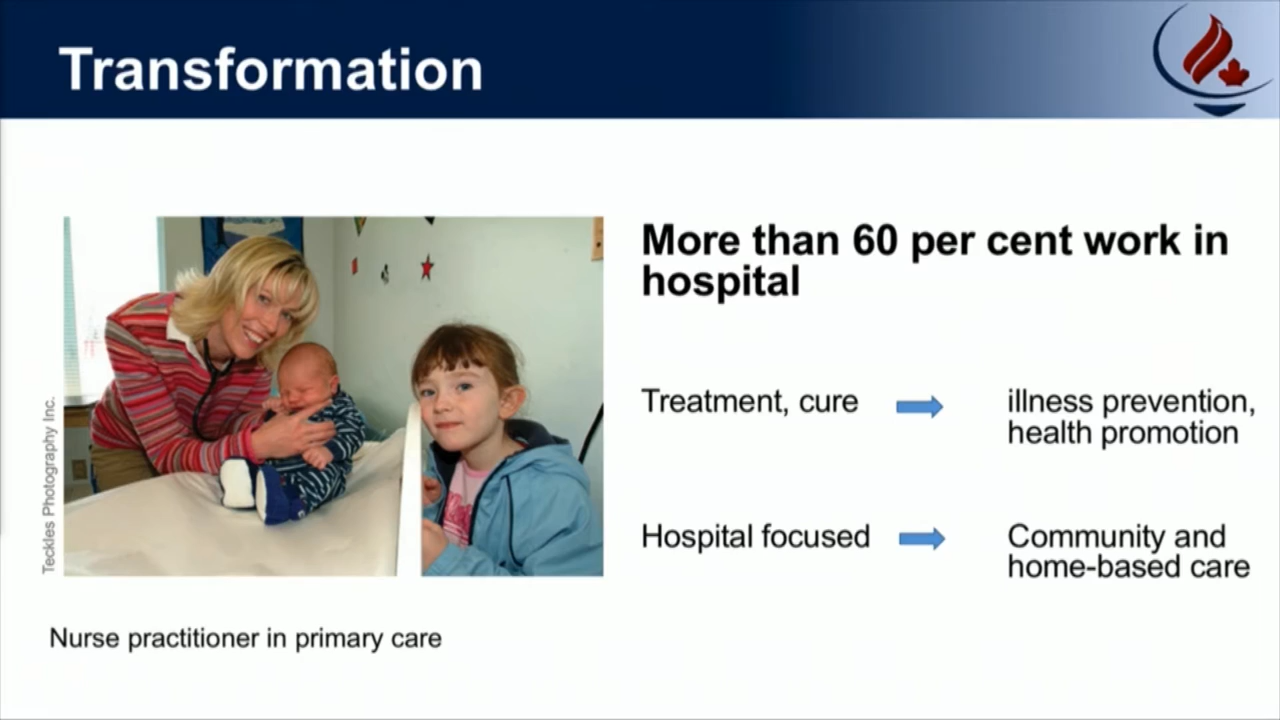 Transformation
More than 60 per cent work in
hospital
Treatment, cure
illness prevention,
health promotion
Hospital focused
Community and
home-based care
Teckles Photography Inc.
Nurse practitioner in primary care